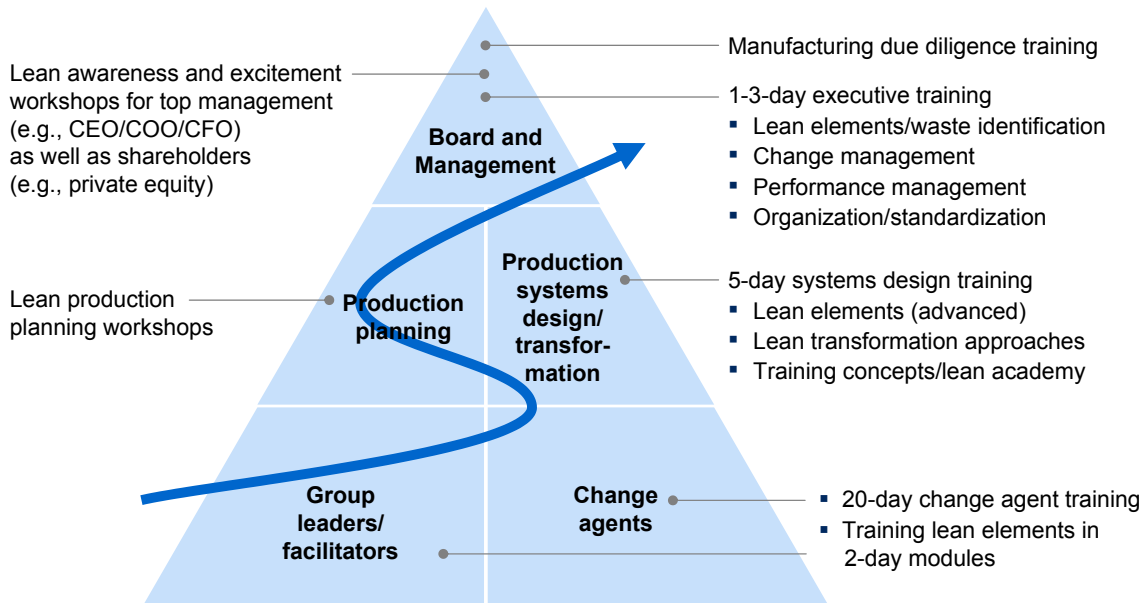 Manufacturing due diligence training
Lean awareness and excitement
workshops for top management
(e.g., CEO/COO/CFO)
as well as shareholders
(e.g., private equity)
1-3-day executive training
▪ Lean elements/waste identification
▪ Change management
▪ Performance management
▪ Organization/standardization
Board and
Management
Lean production
planning workshops
Production
planning
Production
systems
design/
transfor-
mation
5-day systems design training
▪ Lean elements (advanced)
▪ Lean transformation approaches
▪ Training concepts/lean academy
Group
leaders/
facilitators
Change
agents
▪ 20-day change agent training
▪ Training lean elements in
2-day modules